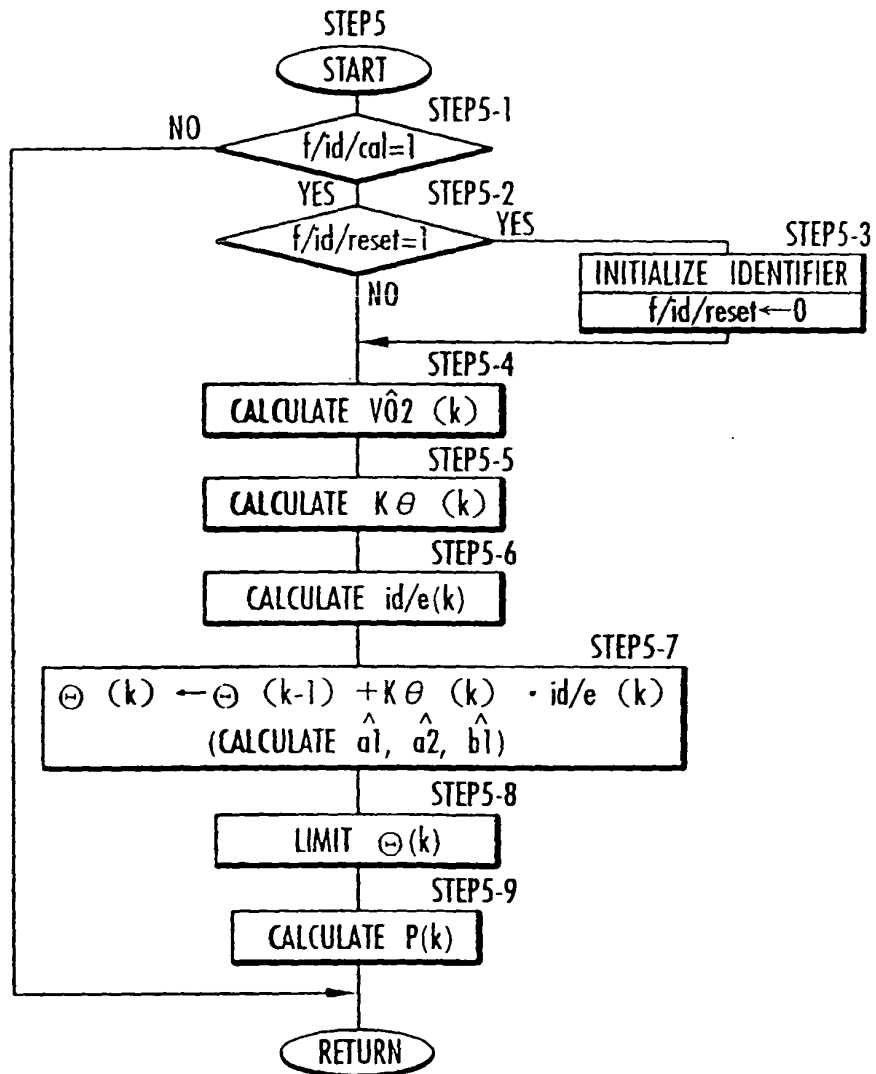 STEP5
START
STEP5-1
NO
f/id/cal=1
YES
STEP5-2
f/id/reset=1
YES
STEP5-3
INITIALIZE IDENTIFIER
f/id/reset←0
NO
STEP5-4
CALCULATE VÔ2 (k)
STEP5-5
CALCULATE Kθ (k)
STEP5-6
CALCULATE id/e(k)
STEP5-7
Θ (k) ←Θ (k-1) +Kθ (k) · id/e (k)
(CALCULATE â1, â2, b̂1)
STEP5-8
LIMIT Θ(k)
STEP5-9
CALCULATE P(k)
RETURN